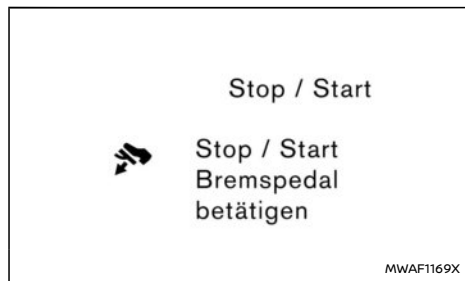 Stop / Start
Stop / Start
Bremspedal
betätigen
MWAF1169X